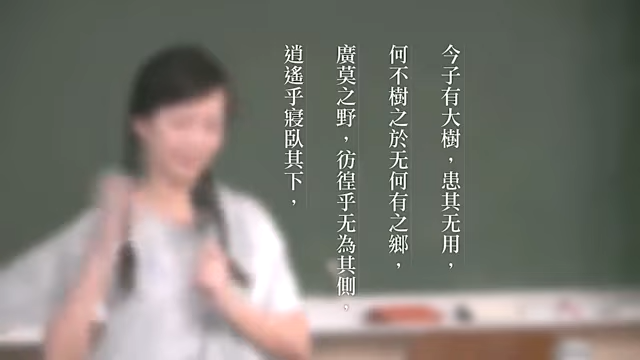 今子有大樹，患其无用，
何不樹之於无何有之鄉，
廣莫之野，彷徨乎无為其側，
逍遙乎寢臥其下，